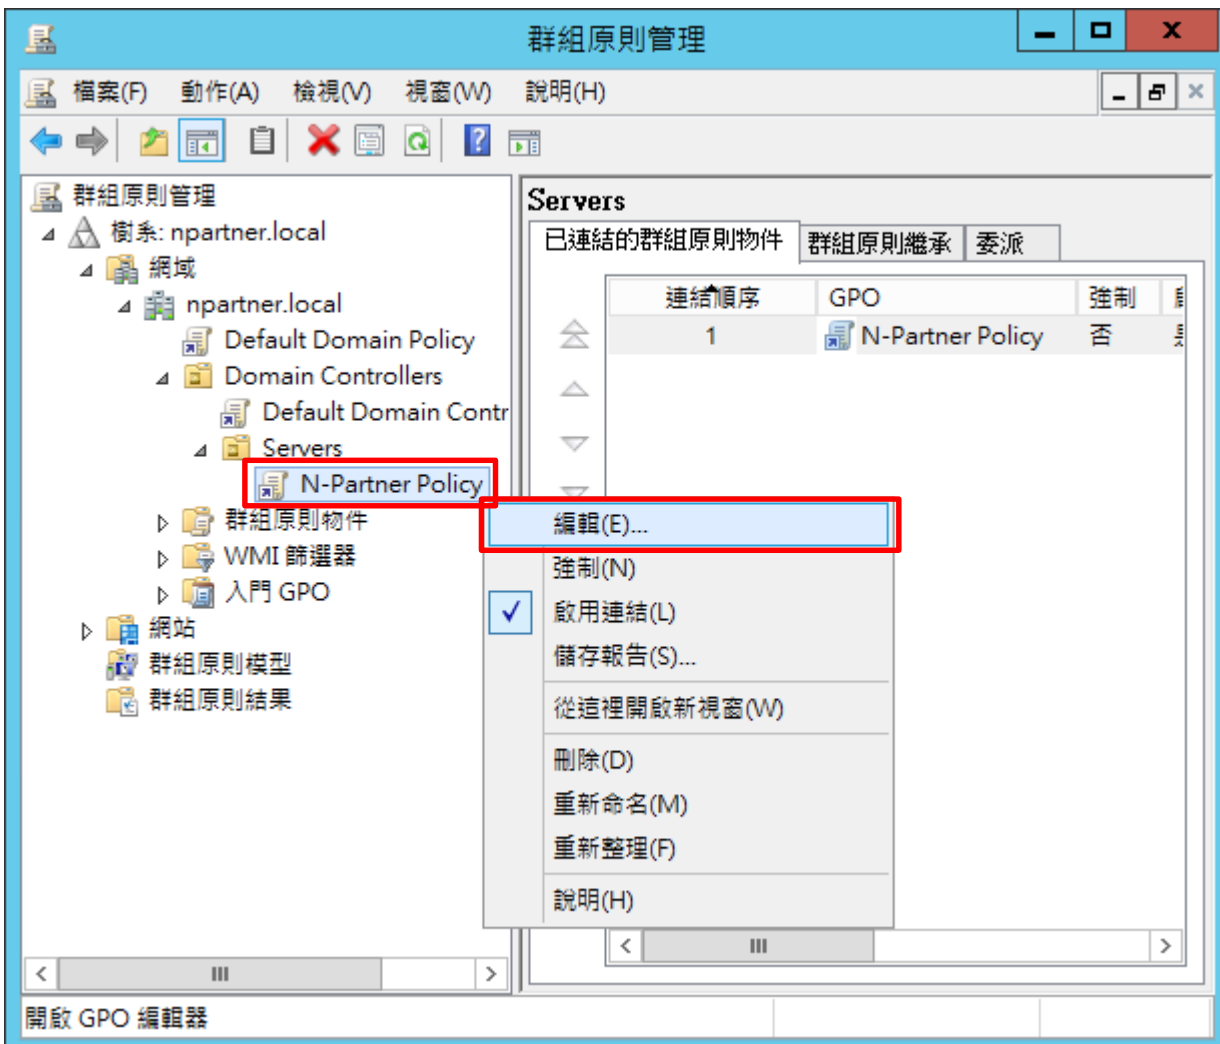 群組原則管理
檔案(F) 動作(A) 檢視(V) 視窗(W) 說明(H)
群組原則管理
樹系: npartner.local
網域
npartner.local
Default Domain Policy
Domain Controllers
Default Domain Contr
Servers
N-Partner Policy
群組原則物件
WMI 篩選器
入門 GPO
網站
群組原則模型
群組原則結果
Servers
已連結的群組原則物件 群組原則繼承 委派
連結順序 GPO 強制
1 N-Partner Policy 否
編輯(E)...
強制(N)
啟用連結(L)
儲存報告(S)...
從這裡開啟新視窗(W)
刪除(D)
重新命名(M)
重新整理(F)
說明(H)
開啟 GPO 編輯器